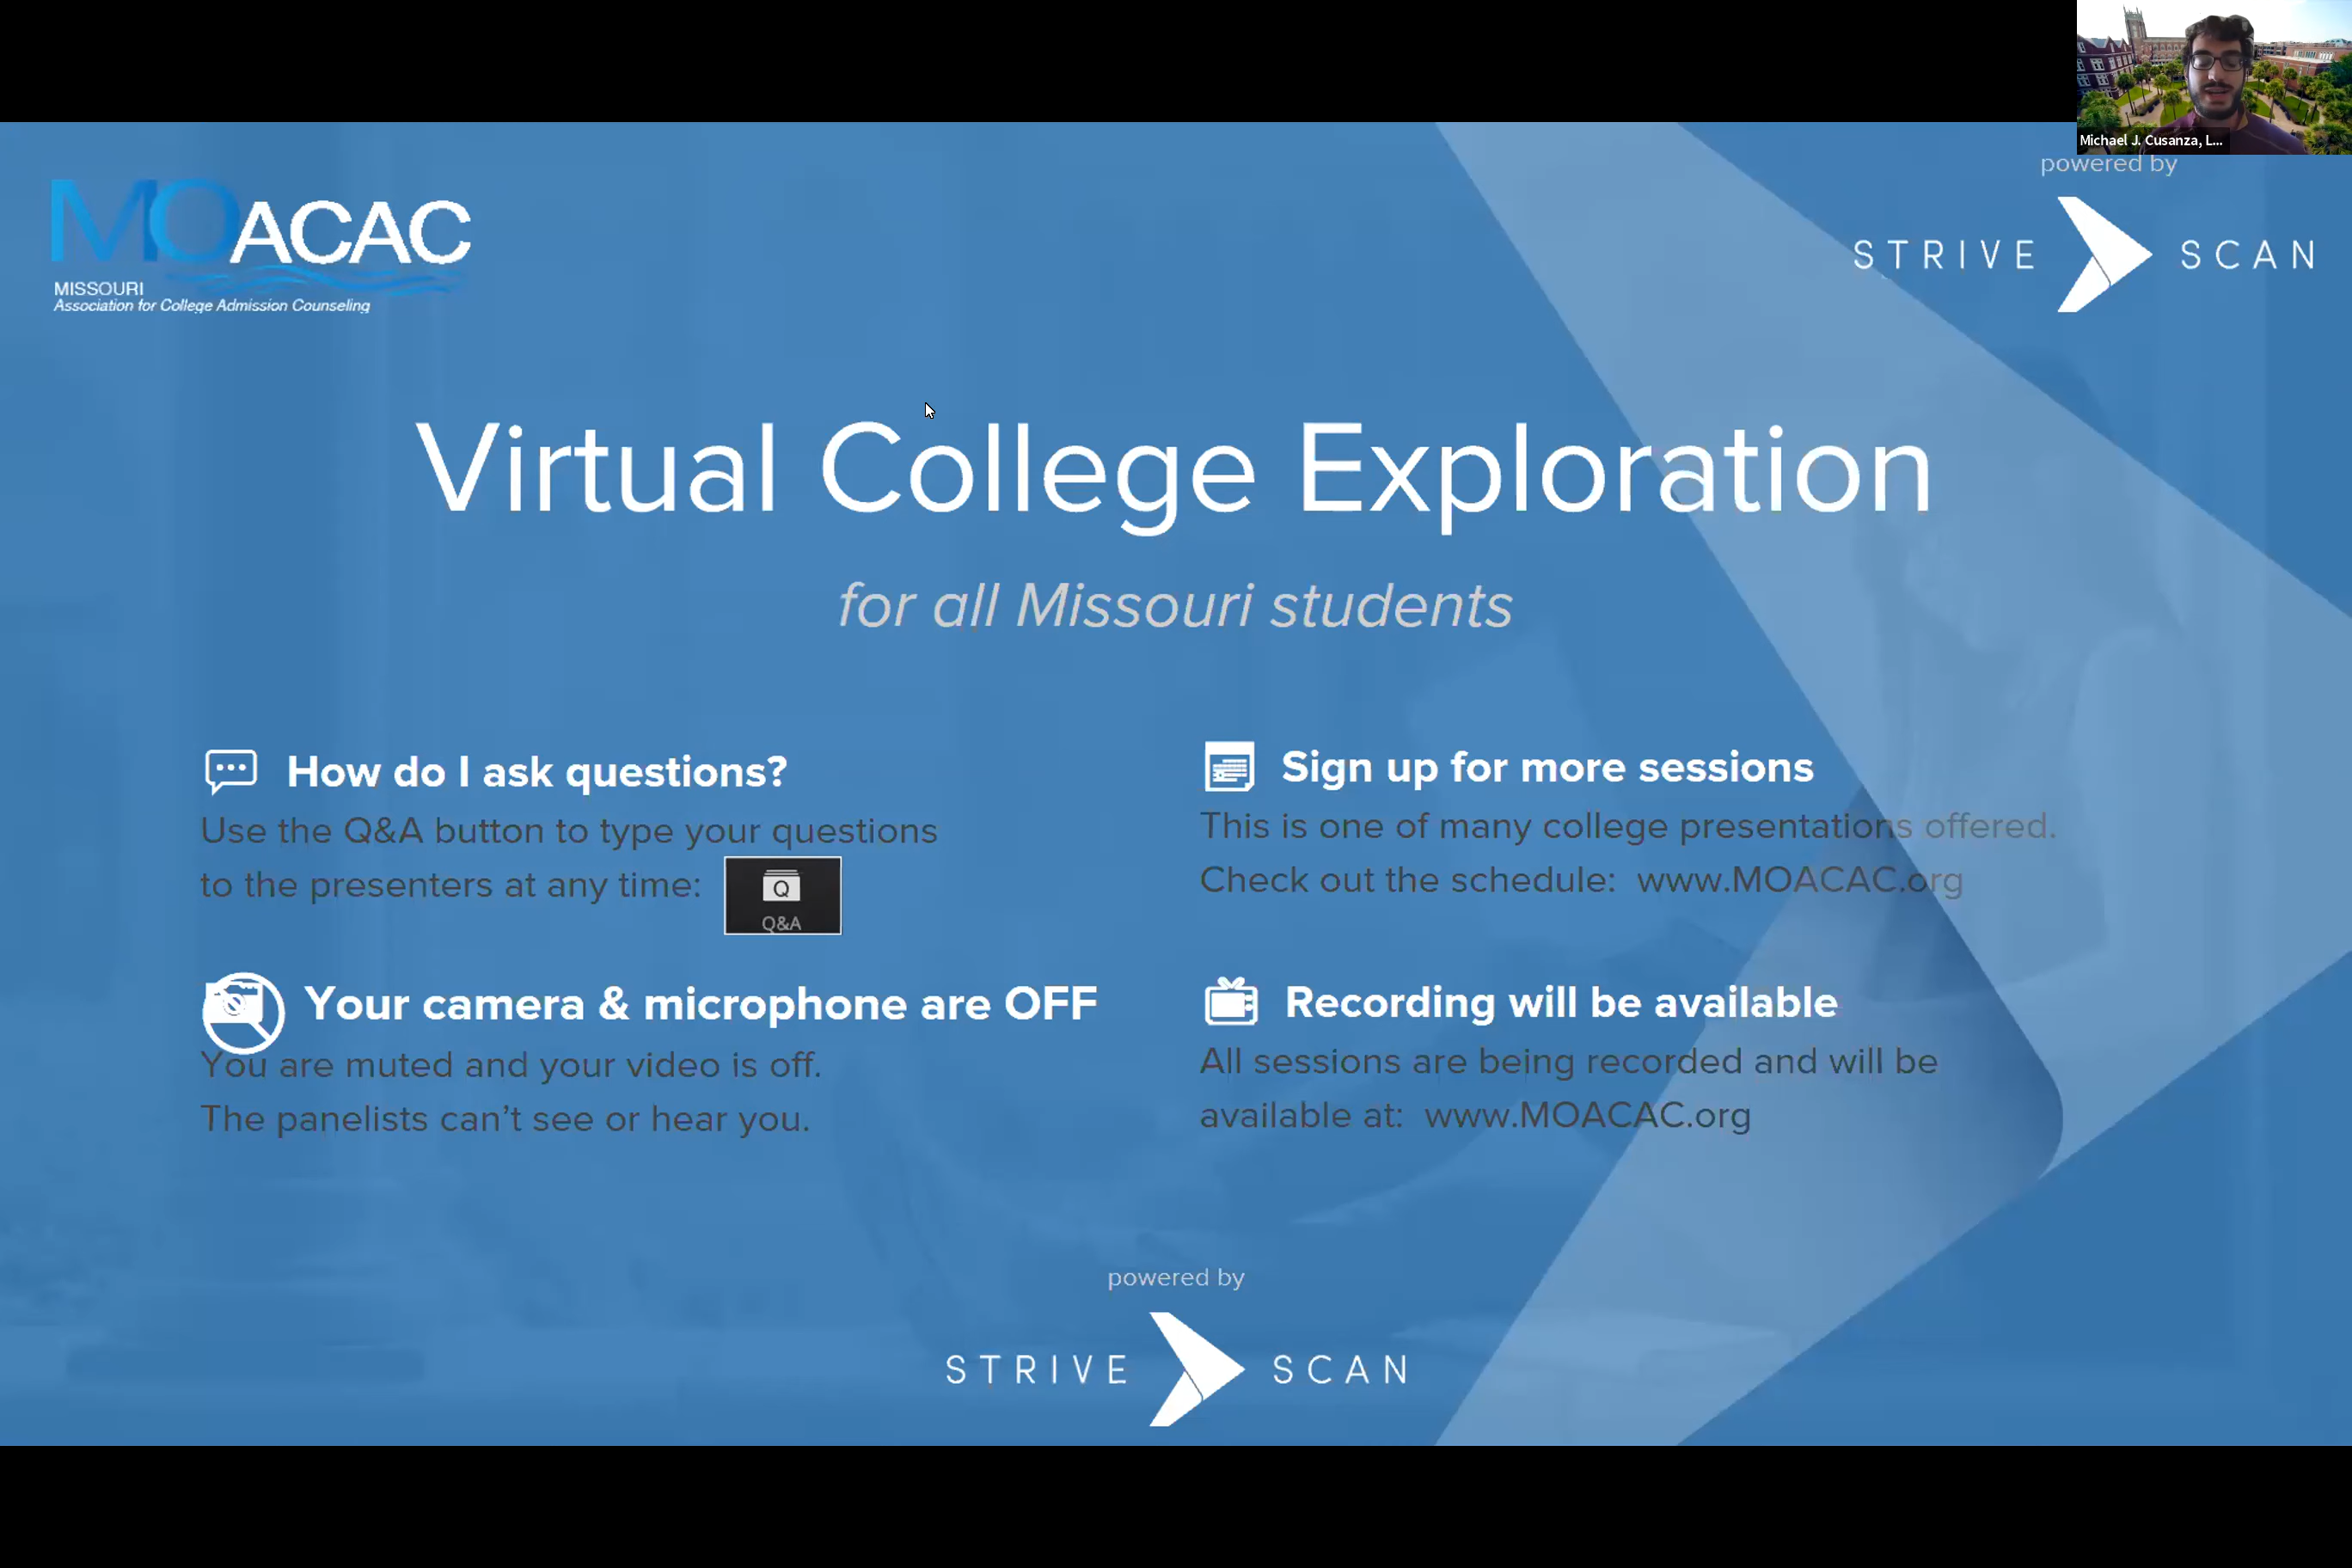 Michael J. Cusanza, L...
powered by
STRIVE SCAN
MOACAC
MISSOURI
Association for College Admission Counseling
Virtual College Exploration
for all Missouri students
How do I ask questions?
Use the Q&A button to type your questions
to the presenters at any time:
Q
Q&A
Your camera & microphone are OFF
You are muted and your video is off.
The panelists can't see or hear you.
Sign up for more sessions
This is one of many college presentations offered.
Check out the schedule: www.MOACAC.org
Recording will be available
All sessions are being recorded and will be
available at: www.MOACAC.org
powered by
STRIVE SCAN